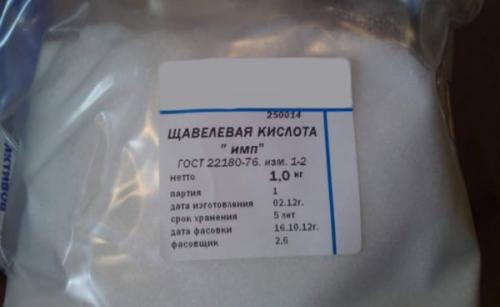 250014
ЩАВЕЛЕВАЯ КИСЛОТА
" имп"
ГОСТ 22180-76. изм. 1-2
нетто 1,0 кг
партия 1
дата изготовления 02.12г.
срок хранения 5 лет
дата фасовки 16.10.12г.
фасовщик 2,6
АКТИВОВ